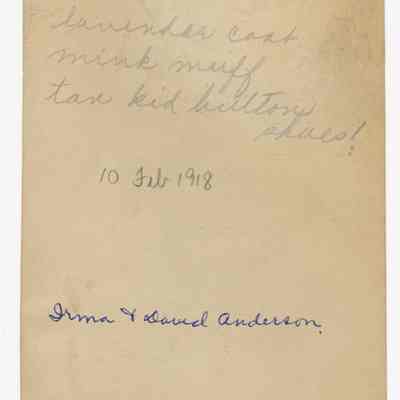 lavender coat
mink muff
tan kid button
shoes!
10 Feb 1918
Irma & David Anderson.